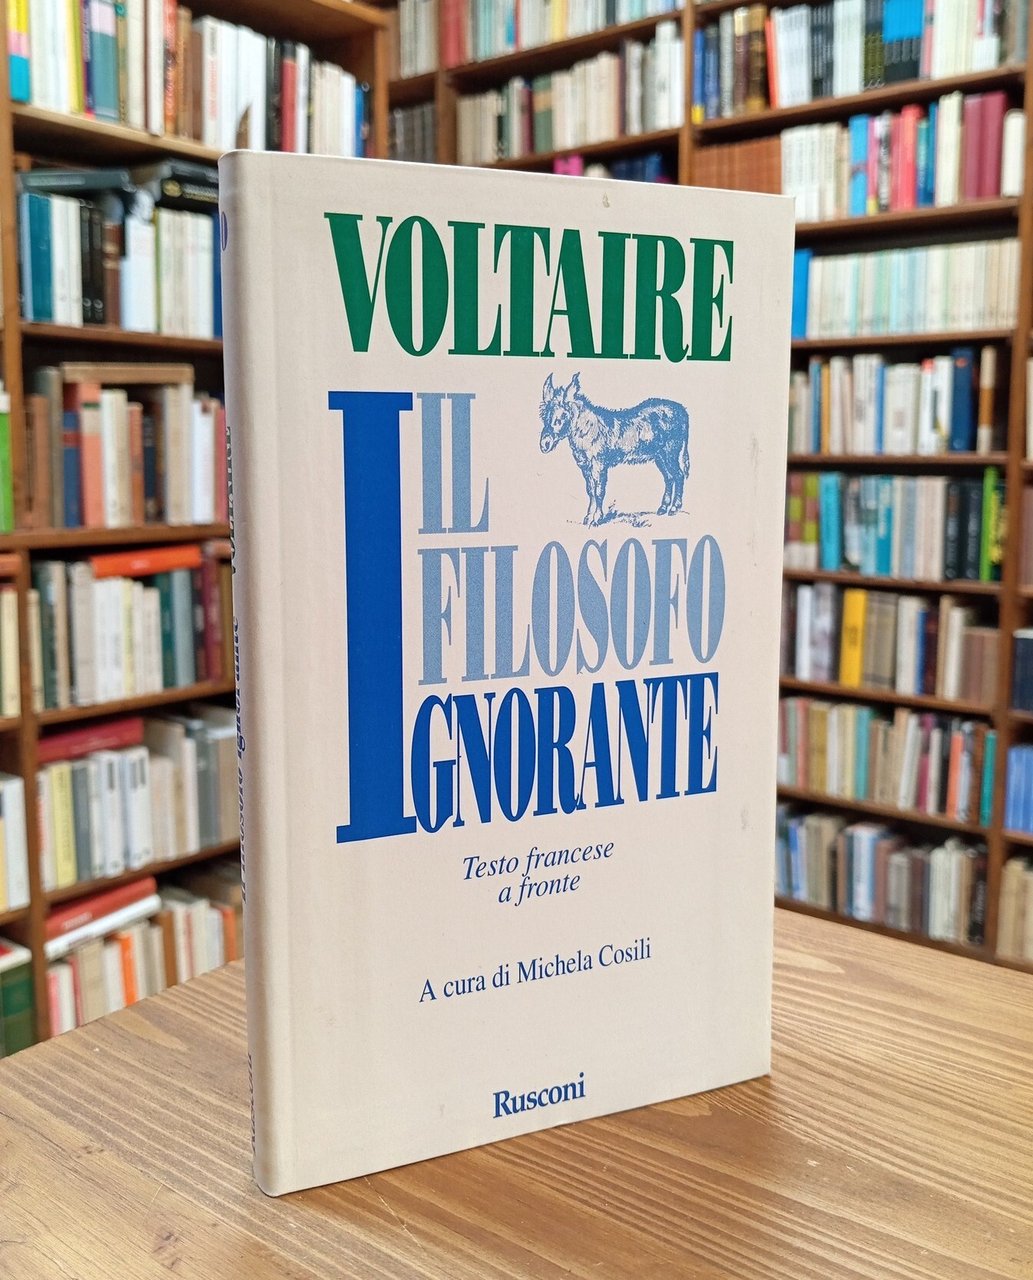 VOLTAIRE
IL
FILOSOFO
IGNORANTE
Testo francese
a fronte
A cura di Michela Cosili
Rusconi